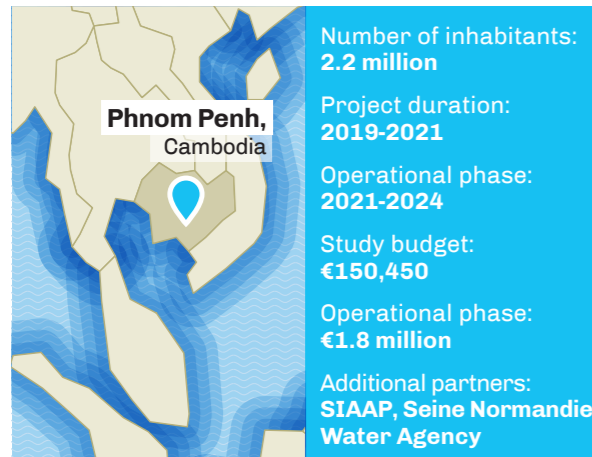 Phnom Penh,
Cambodia
Number of inhabitants:
2.2 million
Project duration:
2019-2021
Operational phase:
2021-2024
Study budget:
€150,450
Operational phase:
€1.8 million
Additional partners:
SIAAP, Seine Normandie
Water Agency